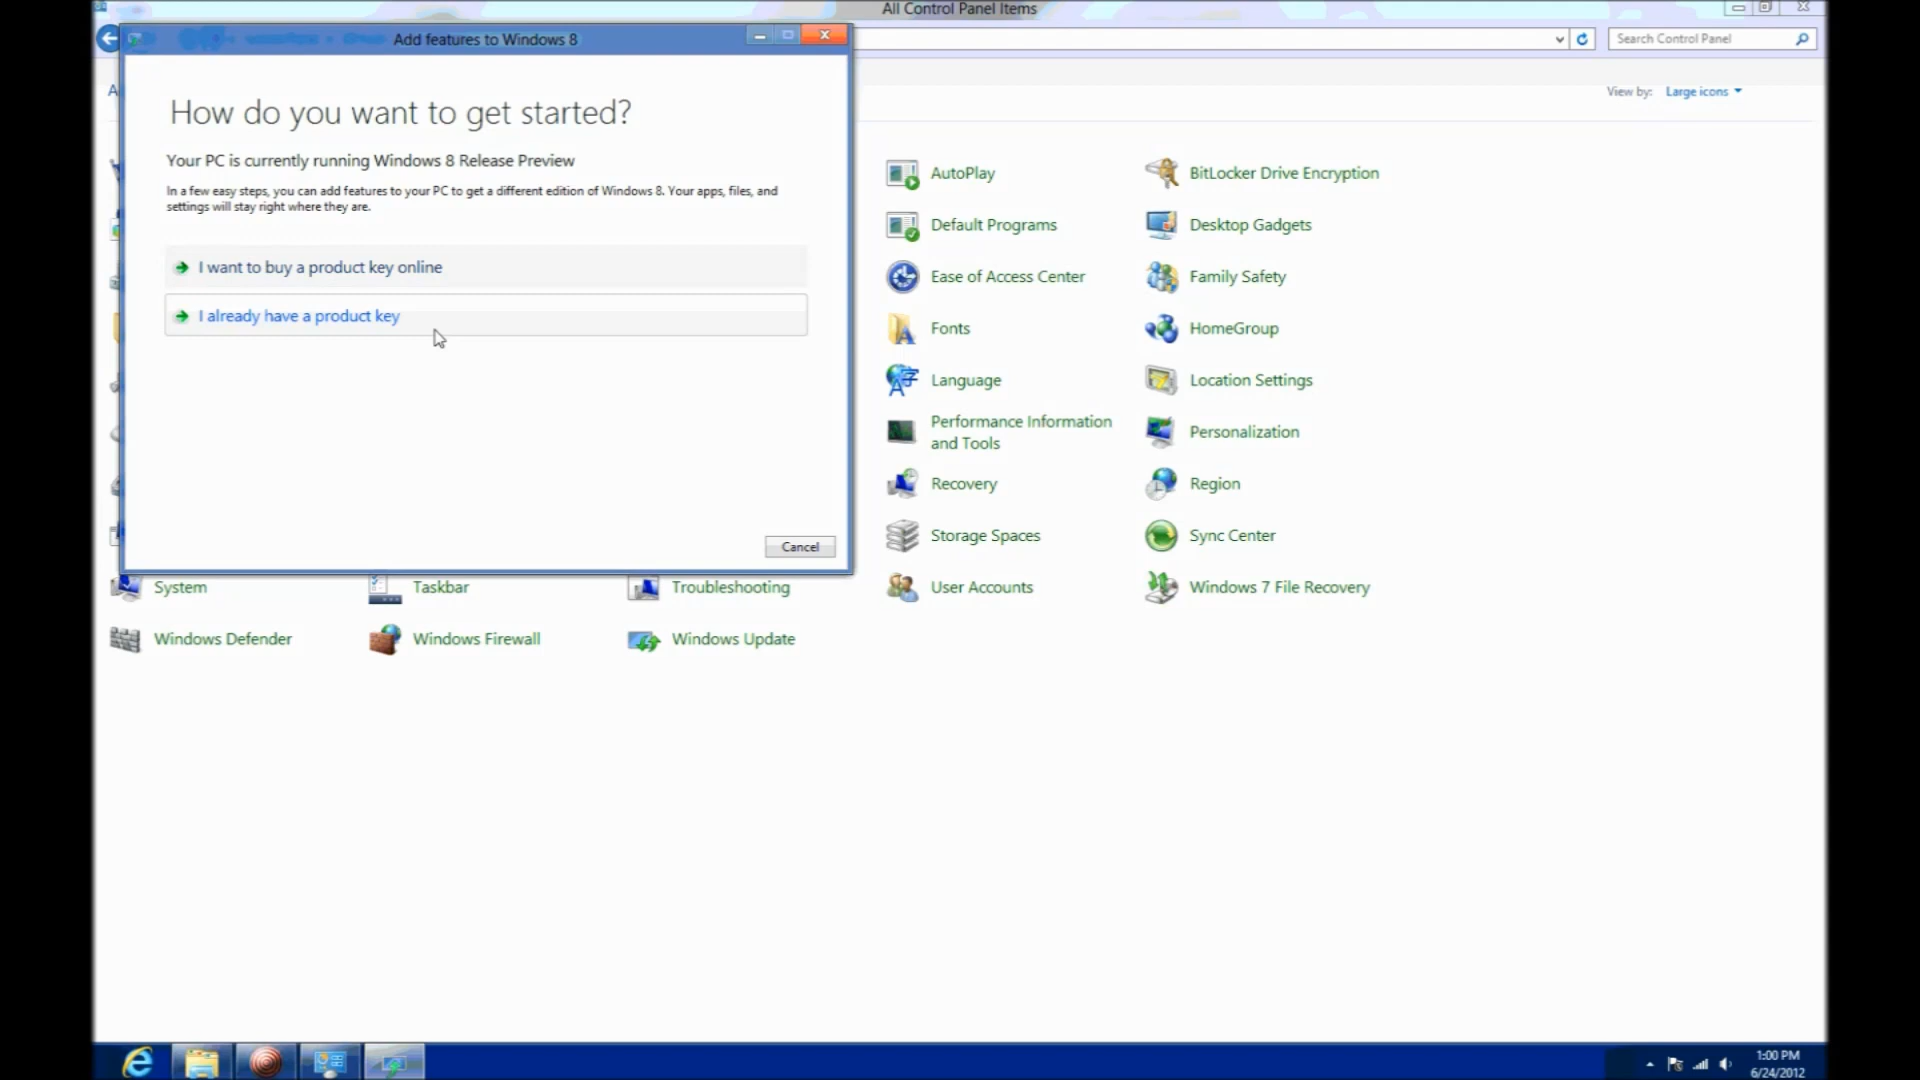 All Control Panel Items
Add features to Windows 8
Search Control Panel
View by: Large icons
How do you want to get started?
Your PC is currently running Windows 8 Release Preview
In a few easy steps, you can add features to your PC to get a different edition of Windows 8. Your apps, files, and
settings will stay right where they are.
I want to buy a product key online
I already have a product key
Cancel
AutoPlay
BitLocker Drive Encryption
Default Programs
Desktop Gadgets
Ease of Access Center
Family Safety
Fonts
HomeGroup
Language
Location Settings
Performance Information
and Tools
Personalization
Recovery
Region
Storage Spaces
Sync Center
System
Taskbar
Troubleshooting
User Accounts
Windows 7 File Recovery
Windows Defender
Windows Firewall
Windows Update
1:00 PM
6/24/2012